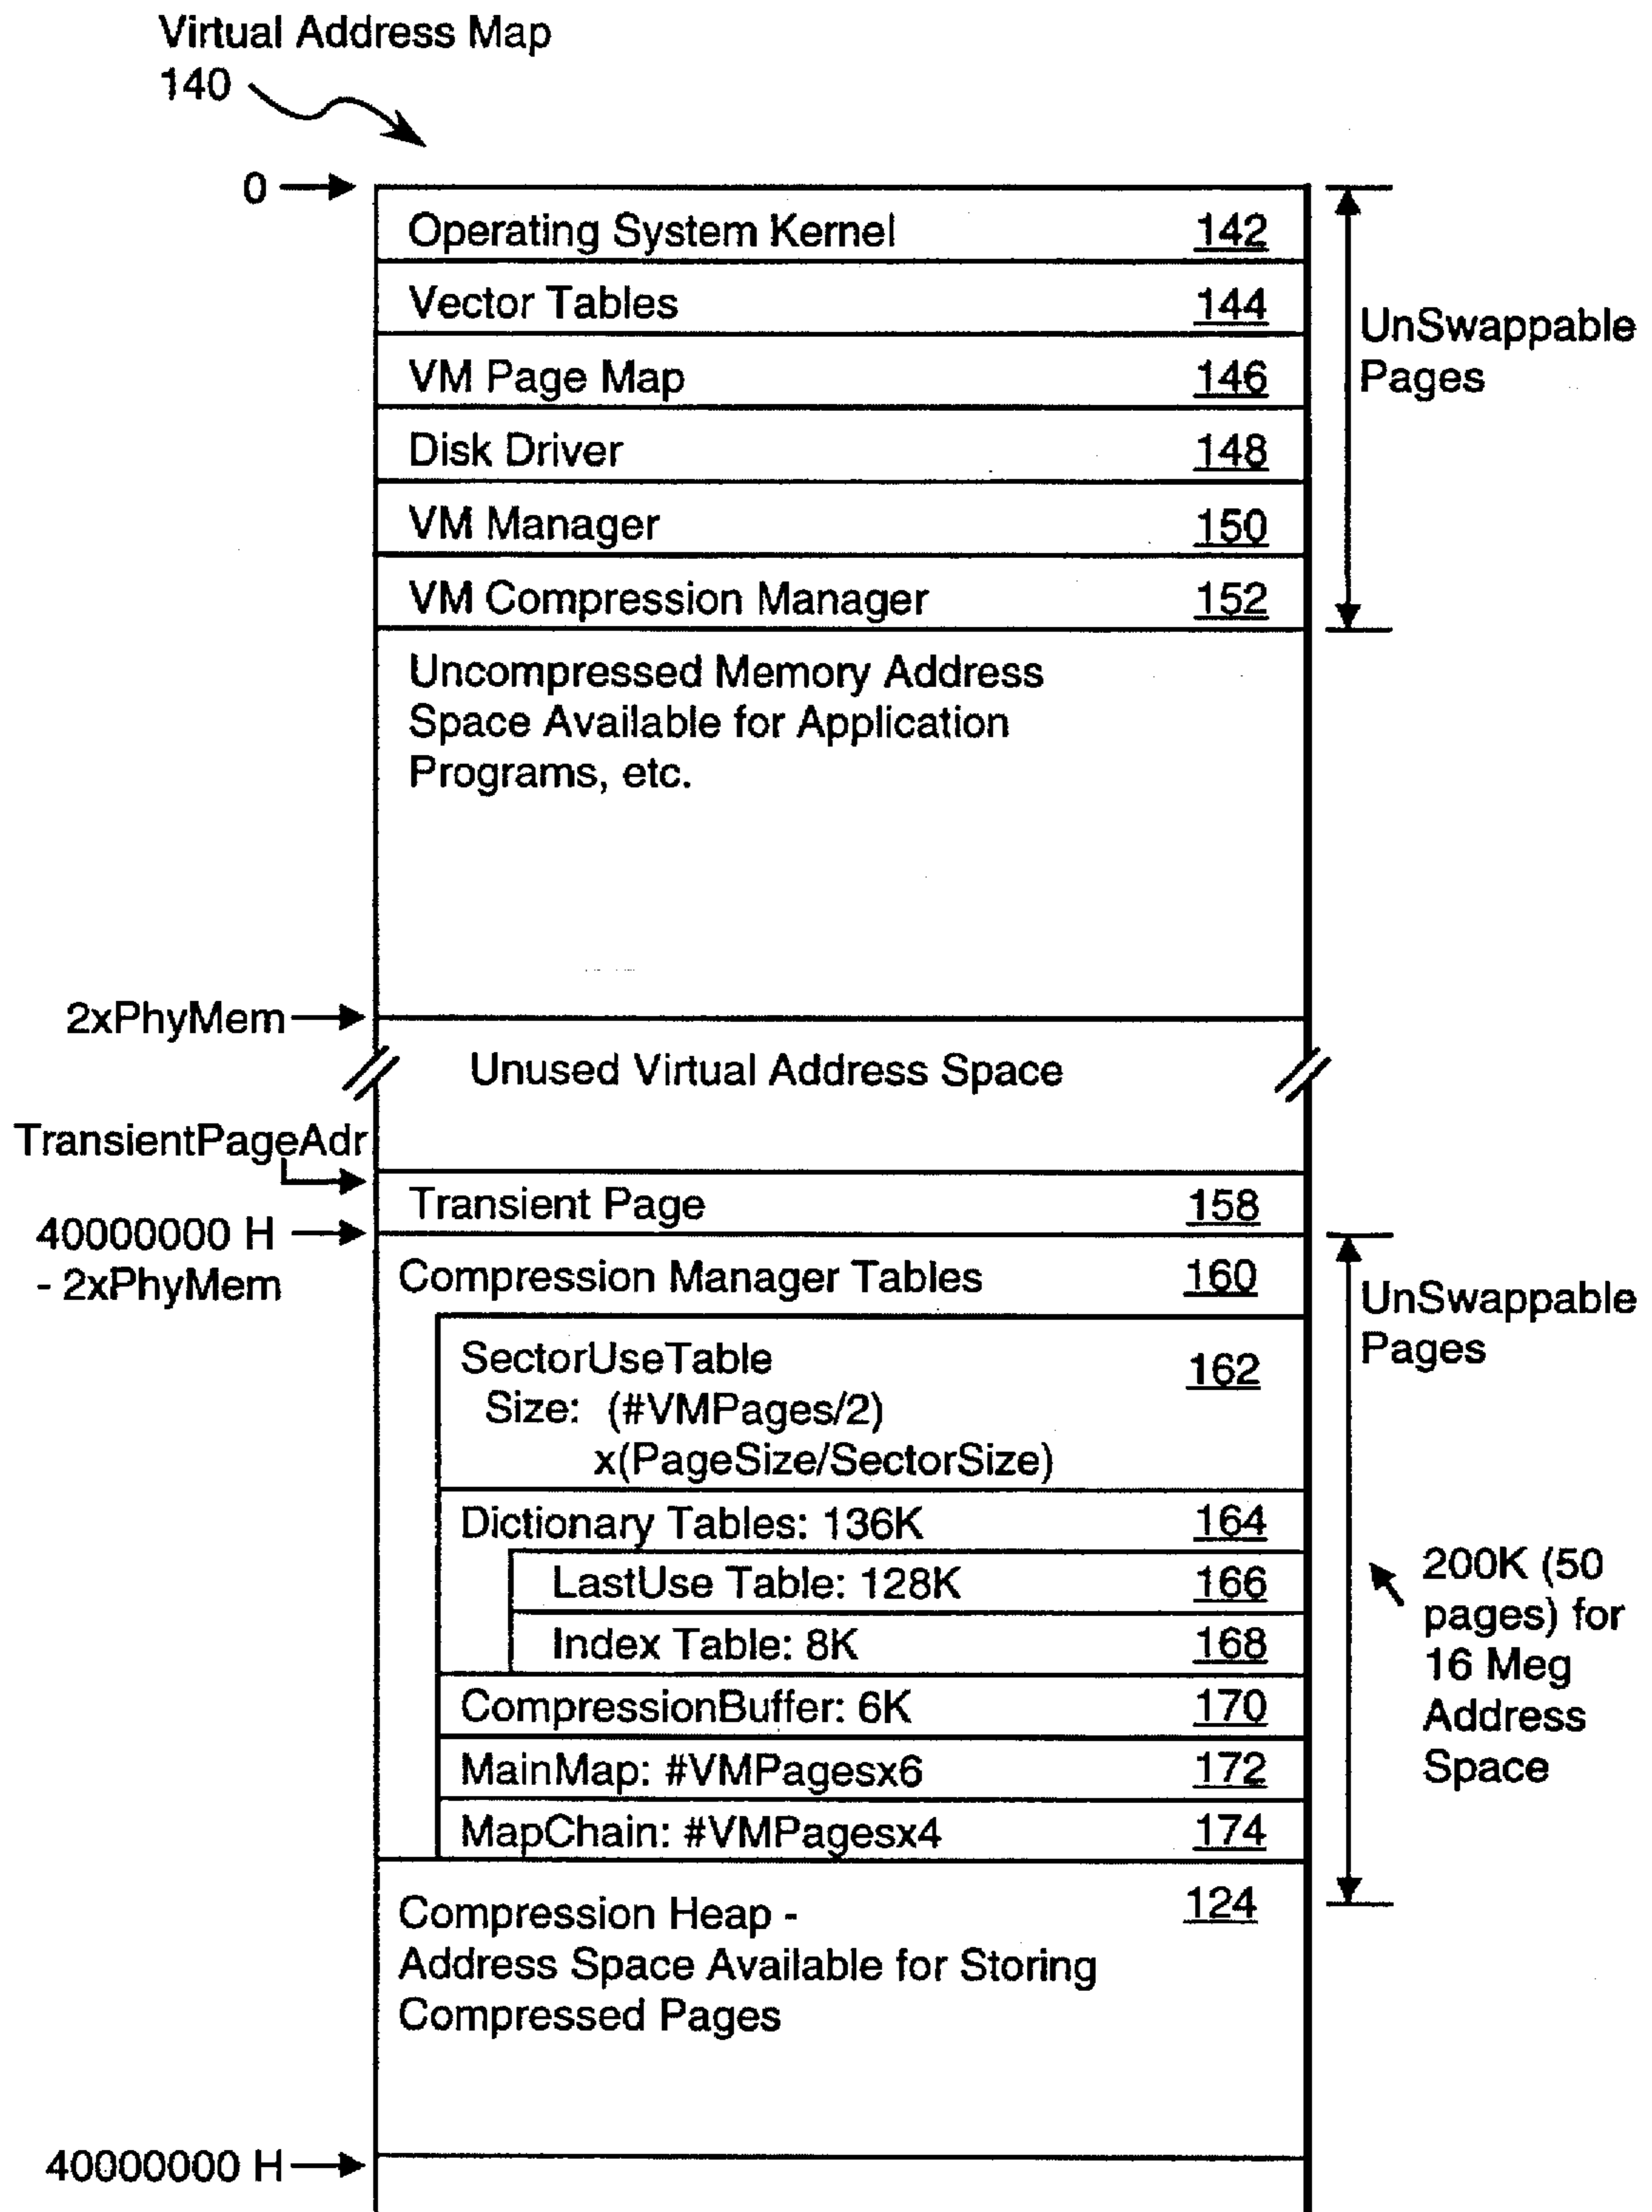 Virtual Address Map
140
0
Operating System Kernel 142
Vector Tables 144
VM Page Map 146
Disk Driver 148
VM Manager 150
VM Compression Manager 152
UnSwappable
Pages
Uncompressed Memory Address
Space Available for Application
Programs, etc.
2xPhyMem
Unused Virtual Address Space
TransientPageAdr
Transient Page 158
40000000 H
- 2xPhyMem
Compression Manager Tables 160
UnSwappable
Pages
SectorUseTable 162
Size: (#VMPages/2)
x(PageSize/SectorSize)
Dictionary Tables: 136K 164
LastUse Table: 128K 166
Index Table: 8K 168
CompressionBuffer: 6K 170
MainMap: #VMPagesx6 172
MapChain: #VMPagesx4 174
200K (50
pages) for
16 Meg
Address
Space
Compression Heap - 124
Address Space Available for Storing
Compressed Pages
40000000 H